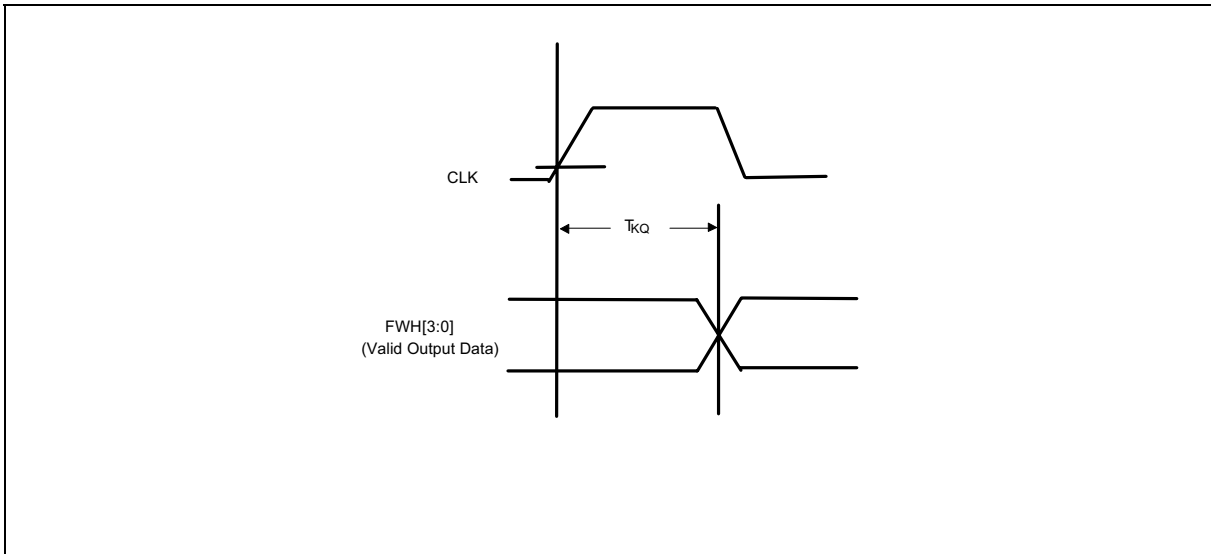 CLK
TKQ
FWH[3:0]
(Valid Output Data)